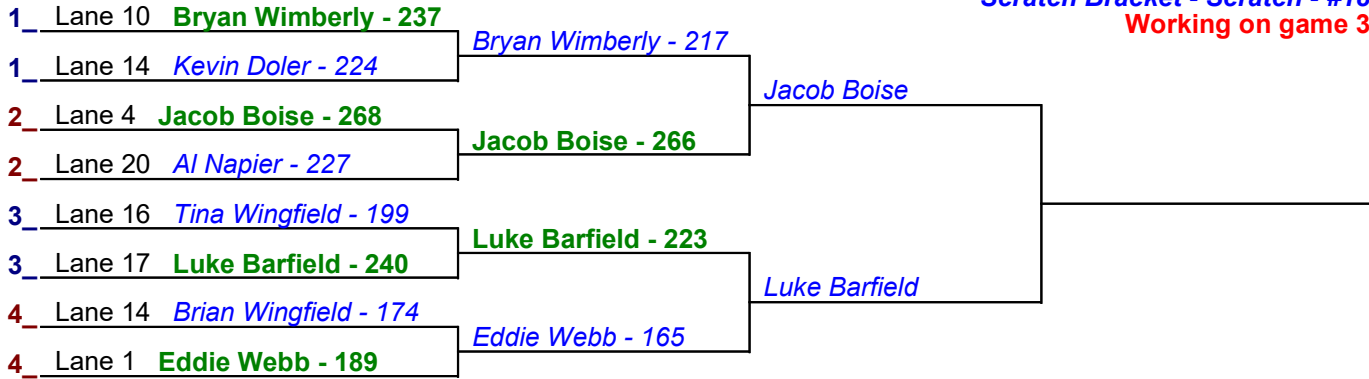 Scratch Bracket - Scratch -
Working on game 3
1_ Lane 10 Bryan Wimberly - 237
Bryan Wimberly - 217
1_ Lane 14 Kevin Doler - 224
Jacob Boise
2_ Lane 4 Jacob Boise - 268
Jacob Boise - 266
2_ Lane 20 Al Napier - 227
3_ Lane 16 Tina Wingfield - 199
Luke Barfield - 223
3_ Lane 17 Luke Barfield - 240
Luke Barfield
4_ Lane 14 Brian Wingfield - 174
Eddie Webb - 165
4_ Lane 1 Eddie Webb - 189